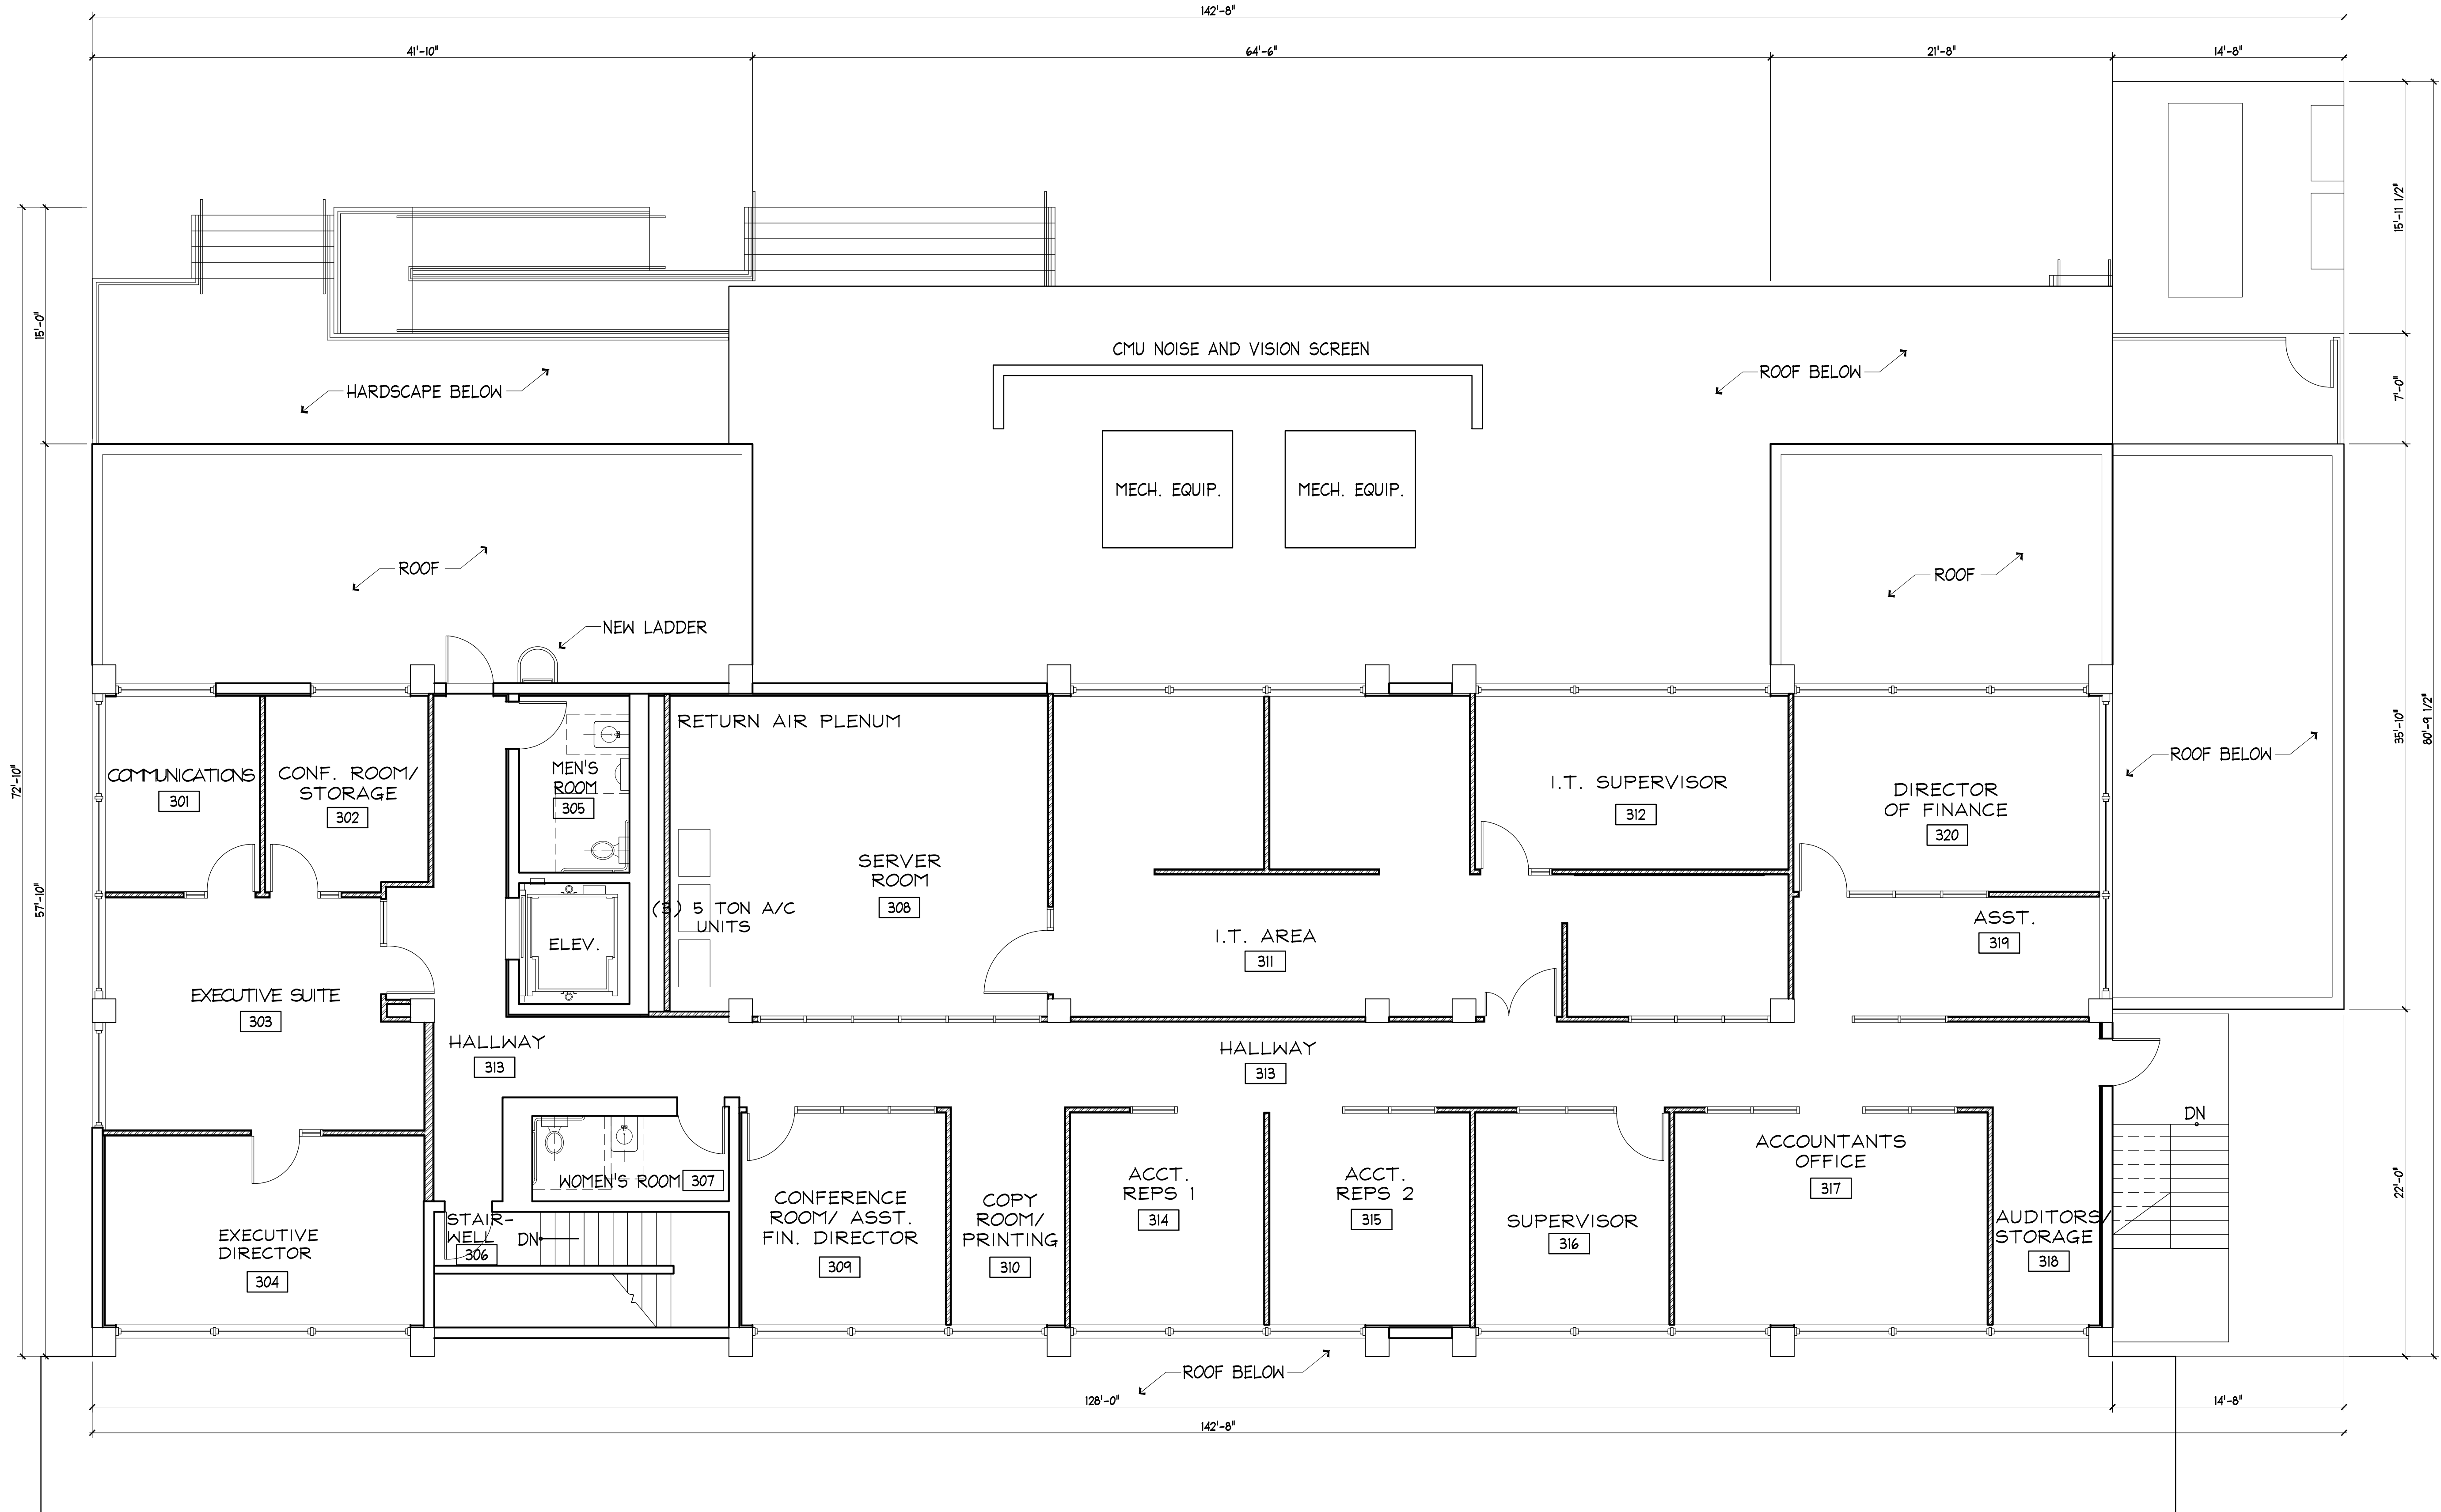 142'-8"
41'-10"
64'-6"
21'-8"
14'-8"
15'-11 1/2"
15'-0"
CMU NOISE AND VISION SCREEN
ROOF BELOW
HARDSCAPE BELOW
7'-0"
MECH. EQUIP.
MECH. EQUIP.
ROOF
ROOF
NEW LADDER
RETURN AIR PLENUM
35'-10"
80'-9 1/2"
72'-10"
57'-10"
ROOF BELOW
COMMUNICATIONS
301
CONF. ROOM/
STORAGE
302
MEN'S
ROOM
305
I.T. SUPERVISOR
312
DIRECTOR
OF FINANCE
320
SERVER
ROOM
308
(3) 5 TON A/C
UNITS
ELEV.
I.T. AREA
311
ASST.
319
EXECUTIVE SUITE
303
HALLWAY
313
HALLWAY
313
DN
WOMEN'S ROOM
307
ACCOUNTANTS
OFFICE
317
ACCT.
REPS 1
314
ACCT.
REPS 2
315
CONFERENCE
ROOM/ ASST.
FIN. DIRECTOR
309
COPY
ROOM/
PRINTING
310
SUPERVISOR
316
AUDITORS/
STORAGE
318
22'-0"
STAIR-
WELL
306
DN
EXECUTIVE
DIRECTOR
304
ROOF BELOW
128'-0"
14'-8"
142'-8"